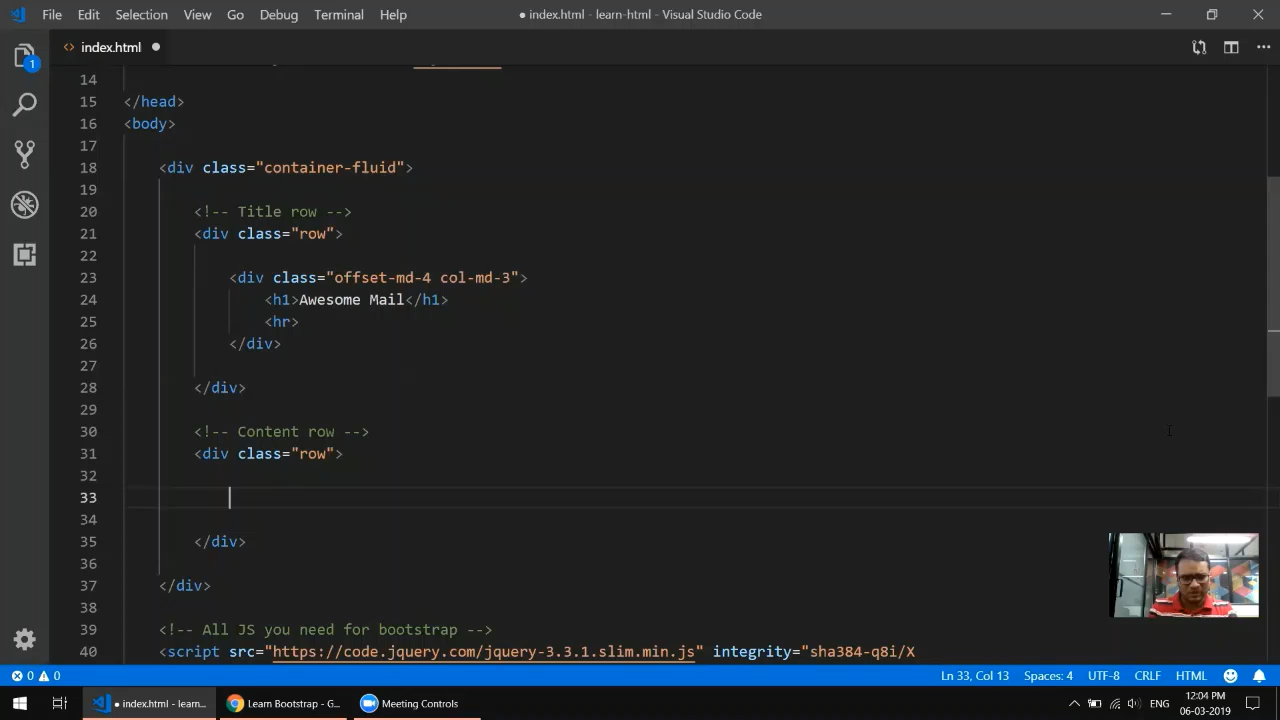 File Edit Selection View Go Debug Terminal Help
● index.html - learn-html - Visual Studio Code
<> index.html ●
1
14
15 </head>
16 <body>
17
18 <div class="container-fluid">
19
20 <!-- Title row -->
21 <div class="row">
22
23 <div class="offset-md-4 col-md-3">
24 <h1>Awesome Mail</h1>
25 <hr>
26 </div>
27
28 </div>
29
30 <!-- Content row -->
31 <div class="row">
32
33
34
35 </div>
36
37 </div>
38
39 <!-- All JS you need for bootstrap -->
40 <script src="https://code.jquery.com/jquery-3.3.1.slim.min.js" integrity="sha384-q8i/X
0 0 Ln 33, Col 13 Spaces: 4 UTF-8 CRLF HTML
● index.html - learn-... Learn Bootstrap - G... Meeting Controls
ENG
12:04 PM
06-03-2019